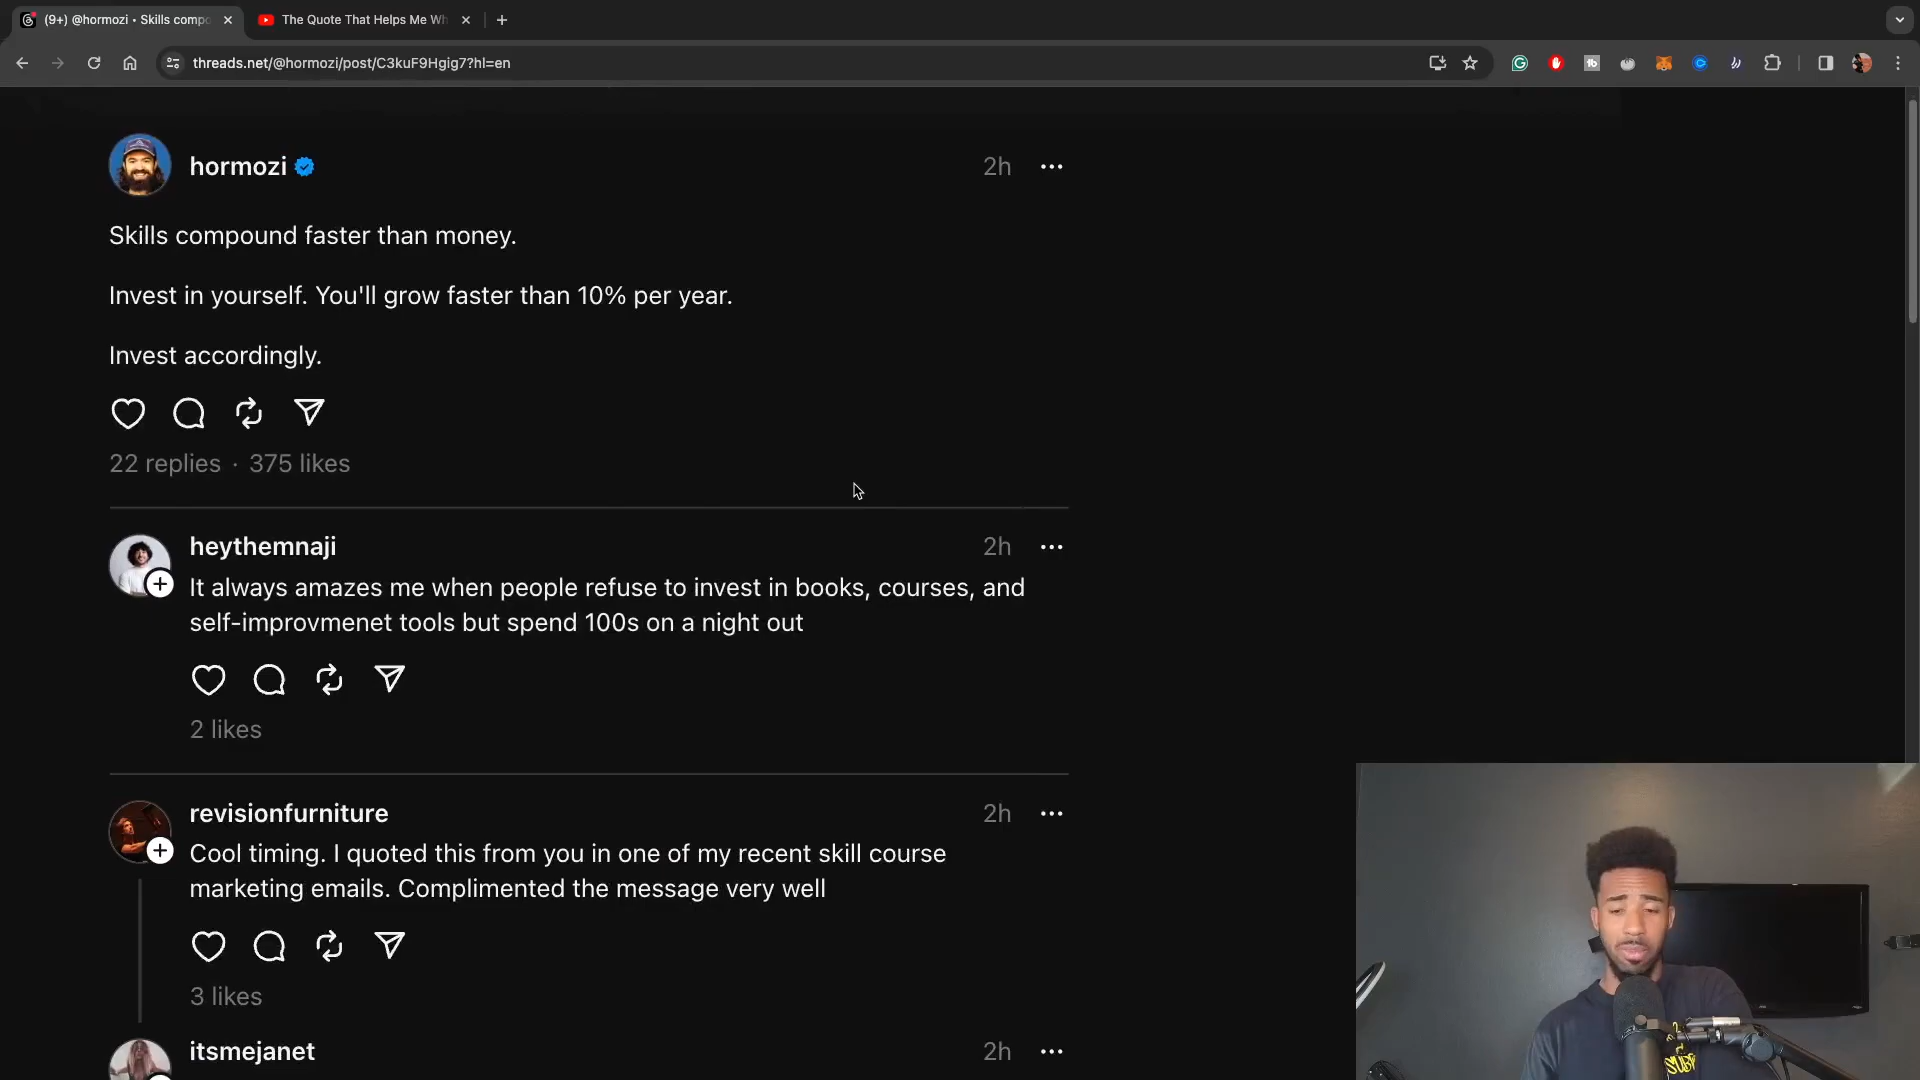 (9+) @hormozi • Skills compo
The Quote That Helps Me Wh
threads.net/@hormozi/post/C3kuF9Hgig7?hl=en
hormozi
2h
Skills compound faster than money.
Invest in yourself. You'll grow faster than 10% per year.
Invest accordingly.
22 replies · 375 likes
heythemnaji
2h
It always amazes me when people refuse to invest in books, courses, and
self-improvmenet tools but spend 100s on a night out
2 likes
revisionfurniture
2h
Cool timing. I quoted this from you in one of my recent skill course
marketing emails. Complimented the message very well
3 likes
itsmejanet
2h